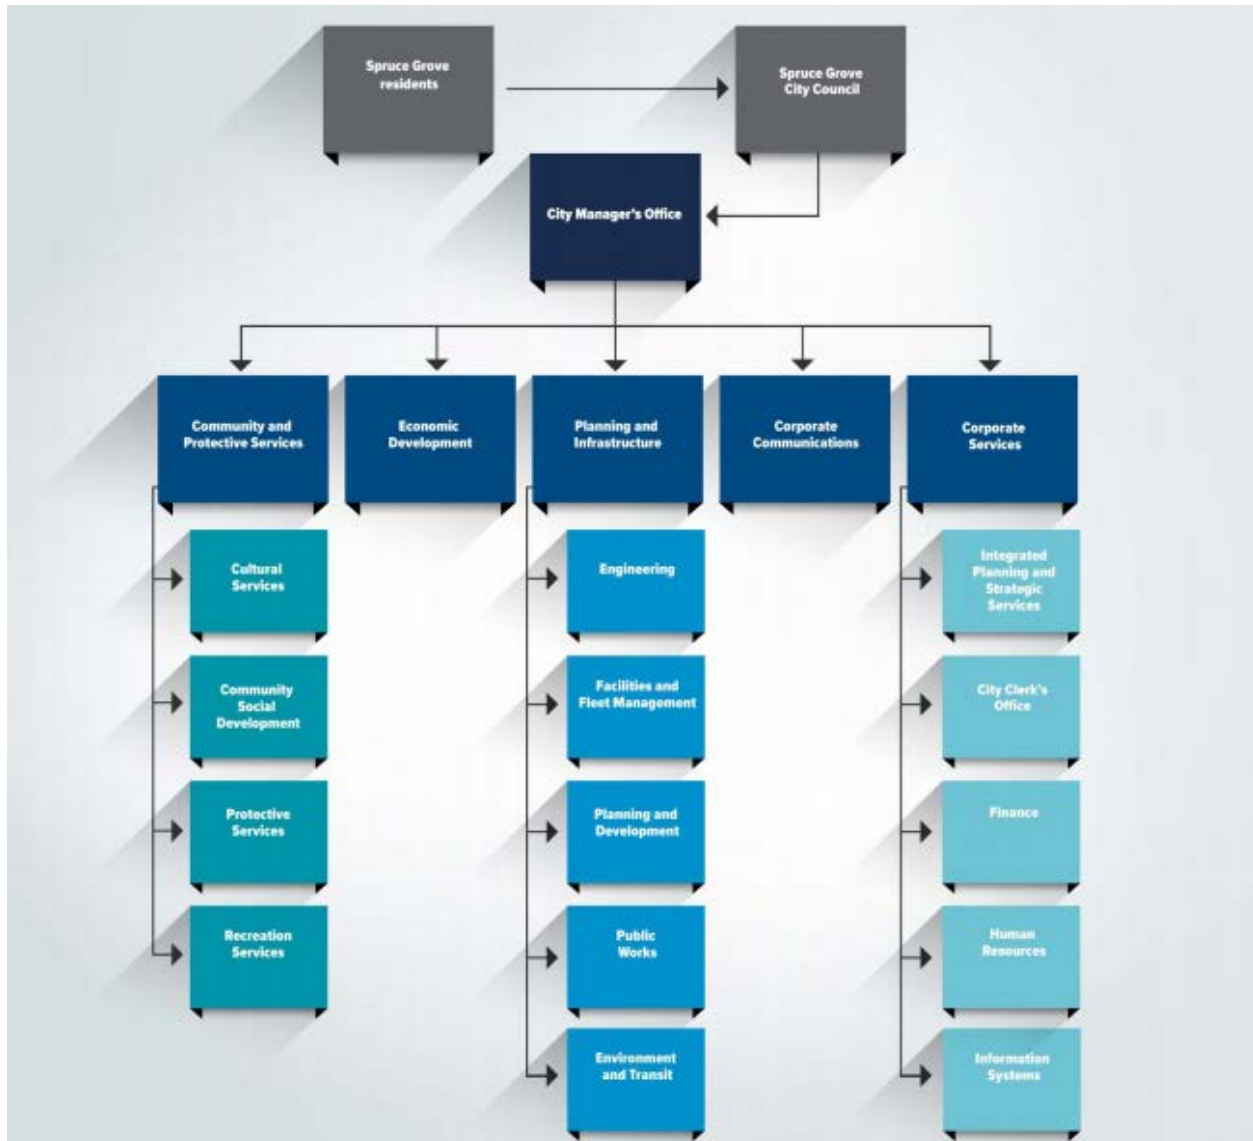 Spruce Grove
residents
Spruce Grove
City Council
City Manager's Office
Community and
Protective Services
Economic
Development
Planning and
Infrastructure
Corporate
Communications
Corporate
Services
Cultural
Services
Community
Social
Development
Protective
Services
Recreation
Services
Engineering
Facilities and
Fleet Management
Planning and
Development
Public
Works
Environment
and Transit
Integrated
Planning and
Strategic
Services
City Clerk's
Office
Finance
Human
Resources
Information
Systems